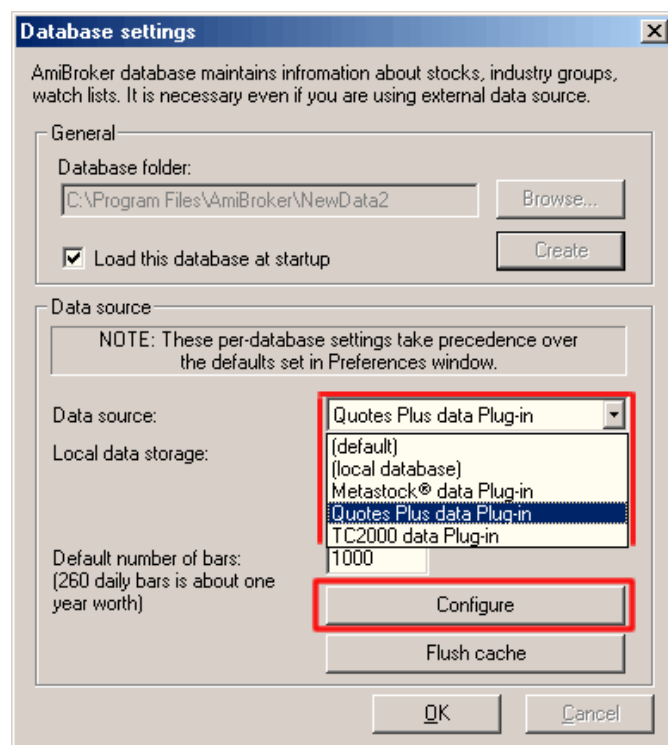 Database settings
AmiBroker database maintains infromation about stocks, industry groups,
watch lists. It is necessary even if you are using external data source.
General
Database folder:
C:\Program Files\AmiBroker\NewData2
Browse...
Load this database at startup
Create
Data source
NOTE: These per-database settings take precedence over
the defaults set in Preferences window.
Data source:
Quotes Plus data Plug-in
Local data storage:
(default)
(local database)
Metastock® data Plug-in
Quotes Plus data Plug-in
TC2000 data Plug-in
Default number of bars:
1000
(260 daily bars is about one
year worth)
Configure
Flush cache
OK
Cancel